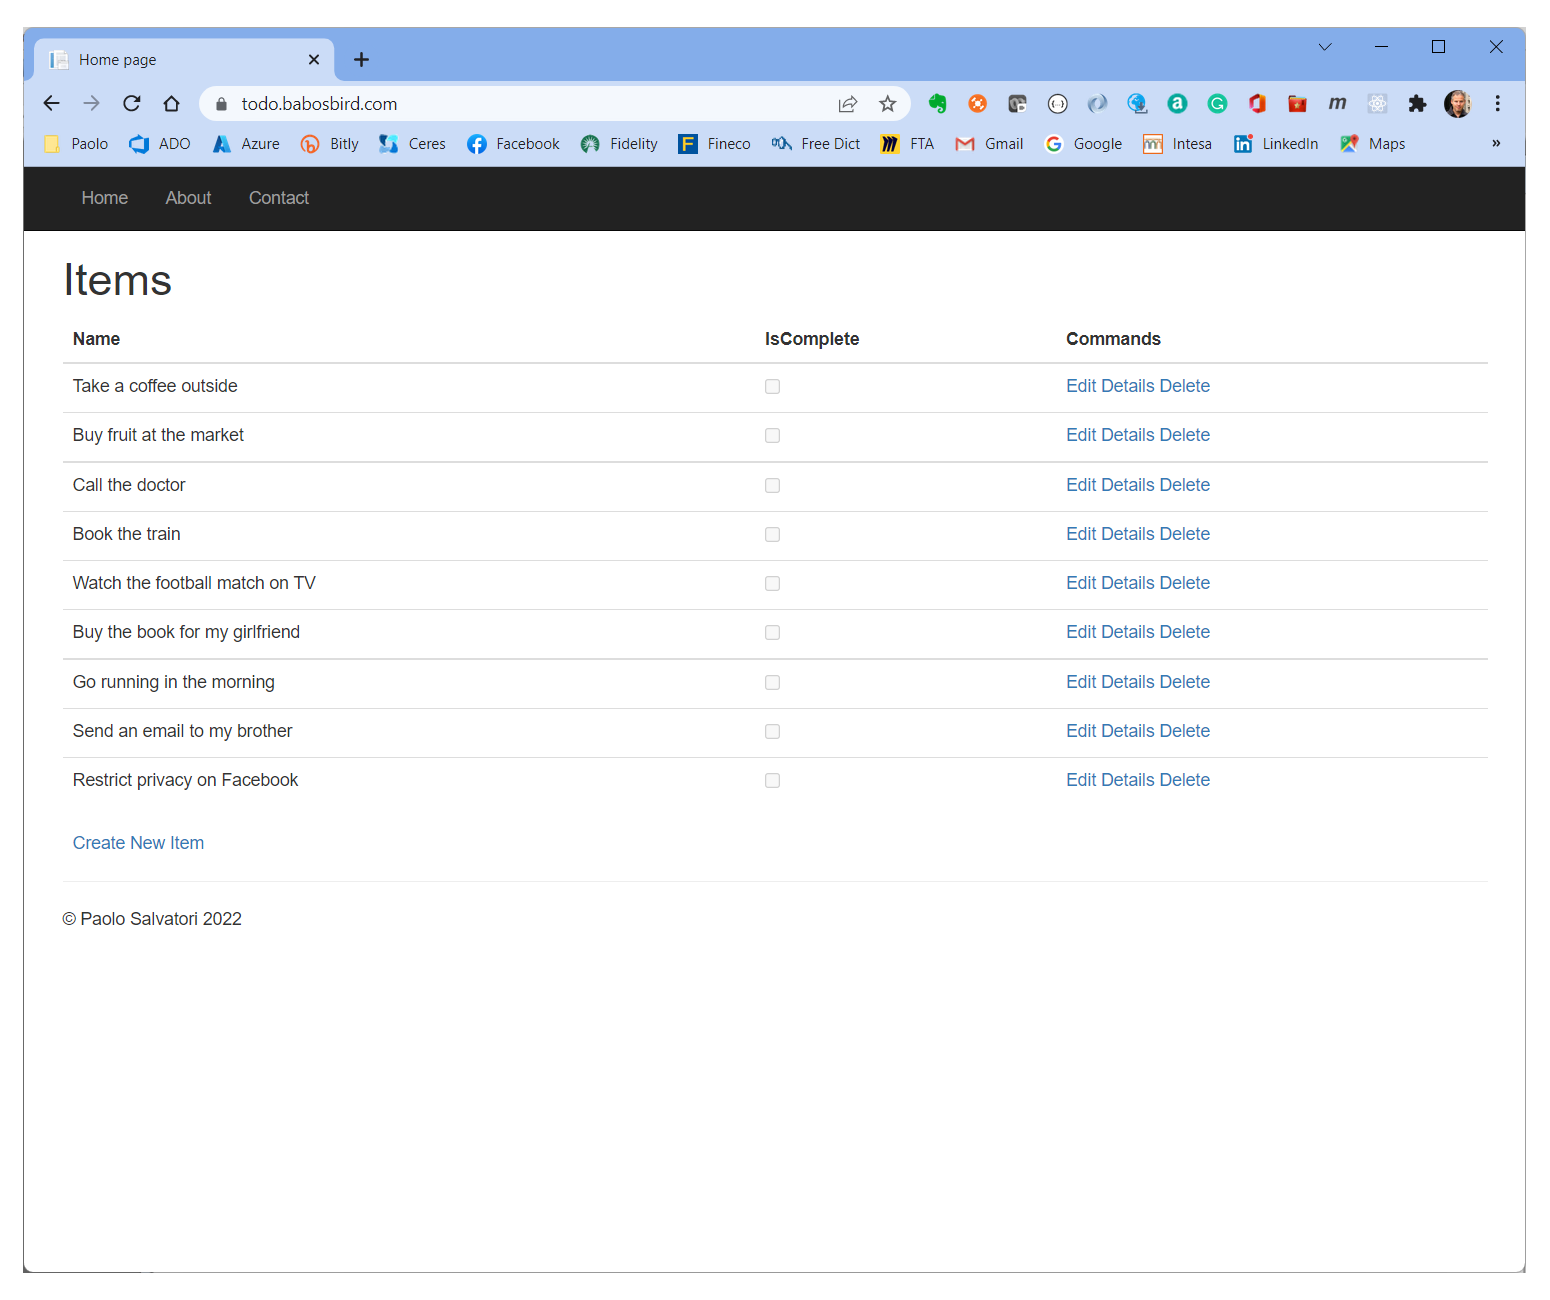 Home page
todo.babosbird.com
Paolo ADO Azure Bitly Ceres Facebook Fidelity Fineco Free Dict FTA Gmail Google Intesa LinkedIn Maps »
Home About Contact
Items
Name IsComplete Commands
Take a coffee outside Edit Details Delete
Buy fruit at the market Edit Details Delete
Call the doctor Edit Details Delete
Book the train Edit Details Delete
Watch the football match on TV Edit Details Delete
Buy the book for my girlfriend Edit Details Delete
Go running in the morning Edit Details Delete
Send an email to my brother Edit Details Delete
Restrict privacy on Facebook Edit Details Delete
Create New Item
© Paolo Salvatori 2022